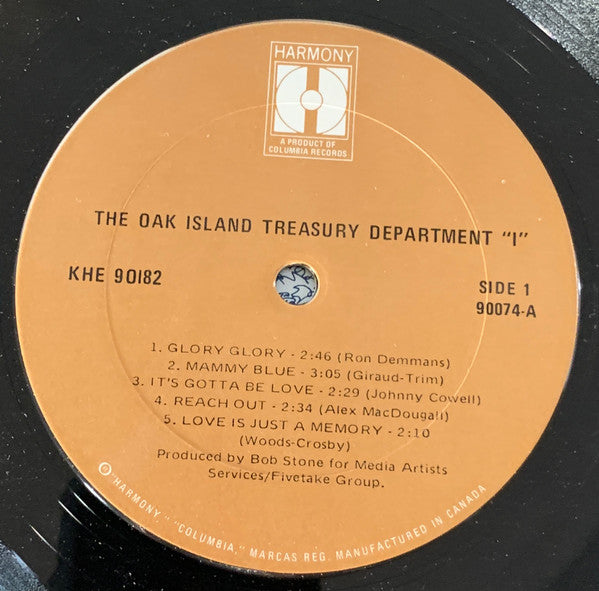 HARMONY
A PRODUCT OF
COLUMBIA RECORDS
THE OAK ISLAND TREASURY DEPARTMENT "I"
KHE 90182
SIDE 1
90074-A
1. GLORY GLORY - 2:46 (Ron Demmans)
2. MAMMY BLUE - 3:05 (Giraud-Trim)
3. IT'S GOTTA BE LOVE - 2:29 (Johnny Cowell)
4. REACH OUT - 2:34 (Alex MacDougall)
5. LOVE IS JUST A MEMORY - 2:10
(Woods-Crosby)
Produced by Bob Stone for Media Artists
Services/Fivetake Group.
℗ "HARMONY," "COLUMBIA," MARCAS REG. MANUFACTURED IN CANADA